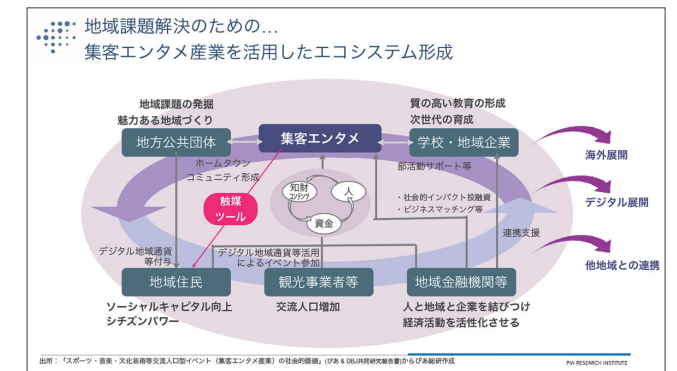 地域課題解決のための…
集客エンタメ産業を活用したエコシステム形成
地域課題の発掘
魅力ある地域づくり
質の高い教育の形成
次世代の育成
地方公共団体
集客エンタメ
学校・地域企業
海外展開
ホームタウン
コミュニティ形成
部活動サポート等
知財
コンテンツ
人
資金
触媒
ツール
・社会的インパクト投融資
・ビジネスマッチング等
デジタル展開
連携支援
デジタル地域通貨
等付与
デジタル地域通貨等活用
によるイベント参加
他地域との連携
地域住民
観光事業者等
地域金融機関等
ソーシャルキャピタル向上
シチズンパワー
交流人口増加
人と地域と企業を結びつけ
経済活動を活性化させる
出所：「スポーツ・音楽・文化芸術等交流人口型イベント（集客エンタメ産業）の社会的価値」(ぴあ & DBJ共同研究報告書)からぴあ総研作成
PIA RESEARCH INSTITUTE